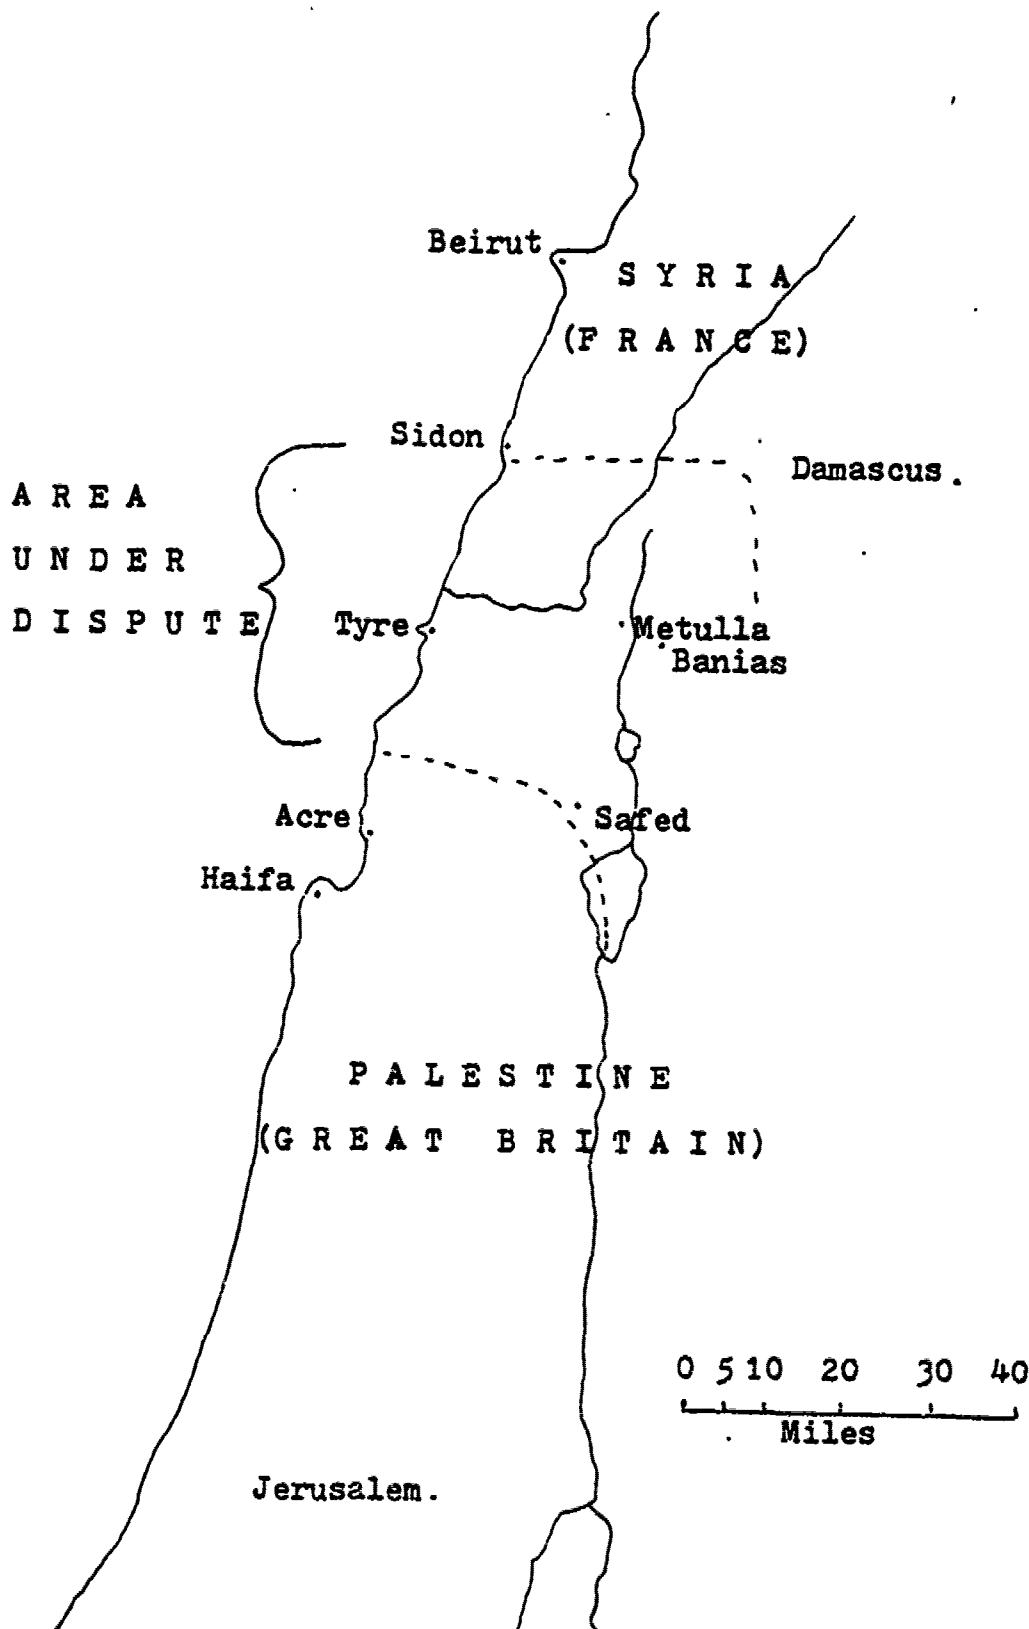 Beirut
S Y R I A
(F R A N C E)
Sidon
Damascus.
A R E A
U N D E R
D I S P U T E
Tyre
Metulla
Banias
Acre
Safed
Haifa
P A L E S T I N E
(G R E A T B R I T A I N)
0 5 10 20 30 40
Miles
Jerusalem.